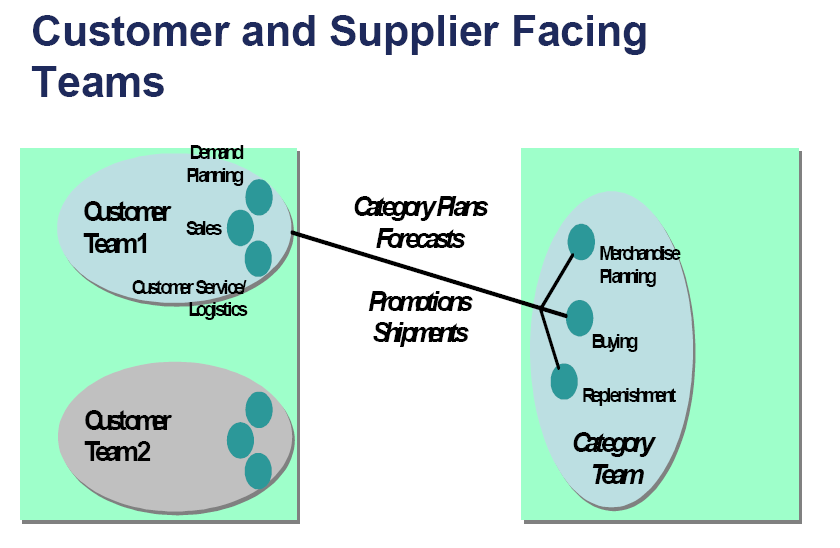 Customer and Supplier Facing
Teams
Demand
Planning
Customer
Team1
Sales
Customer Service/
Logistics
Category Plans
Forecasts
Promotions
Shipments
Merchandise
Planning
Buying
Replenishment
Category
Team
Customer
Team2